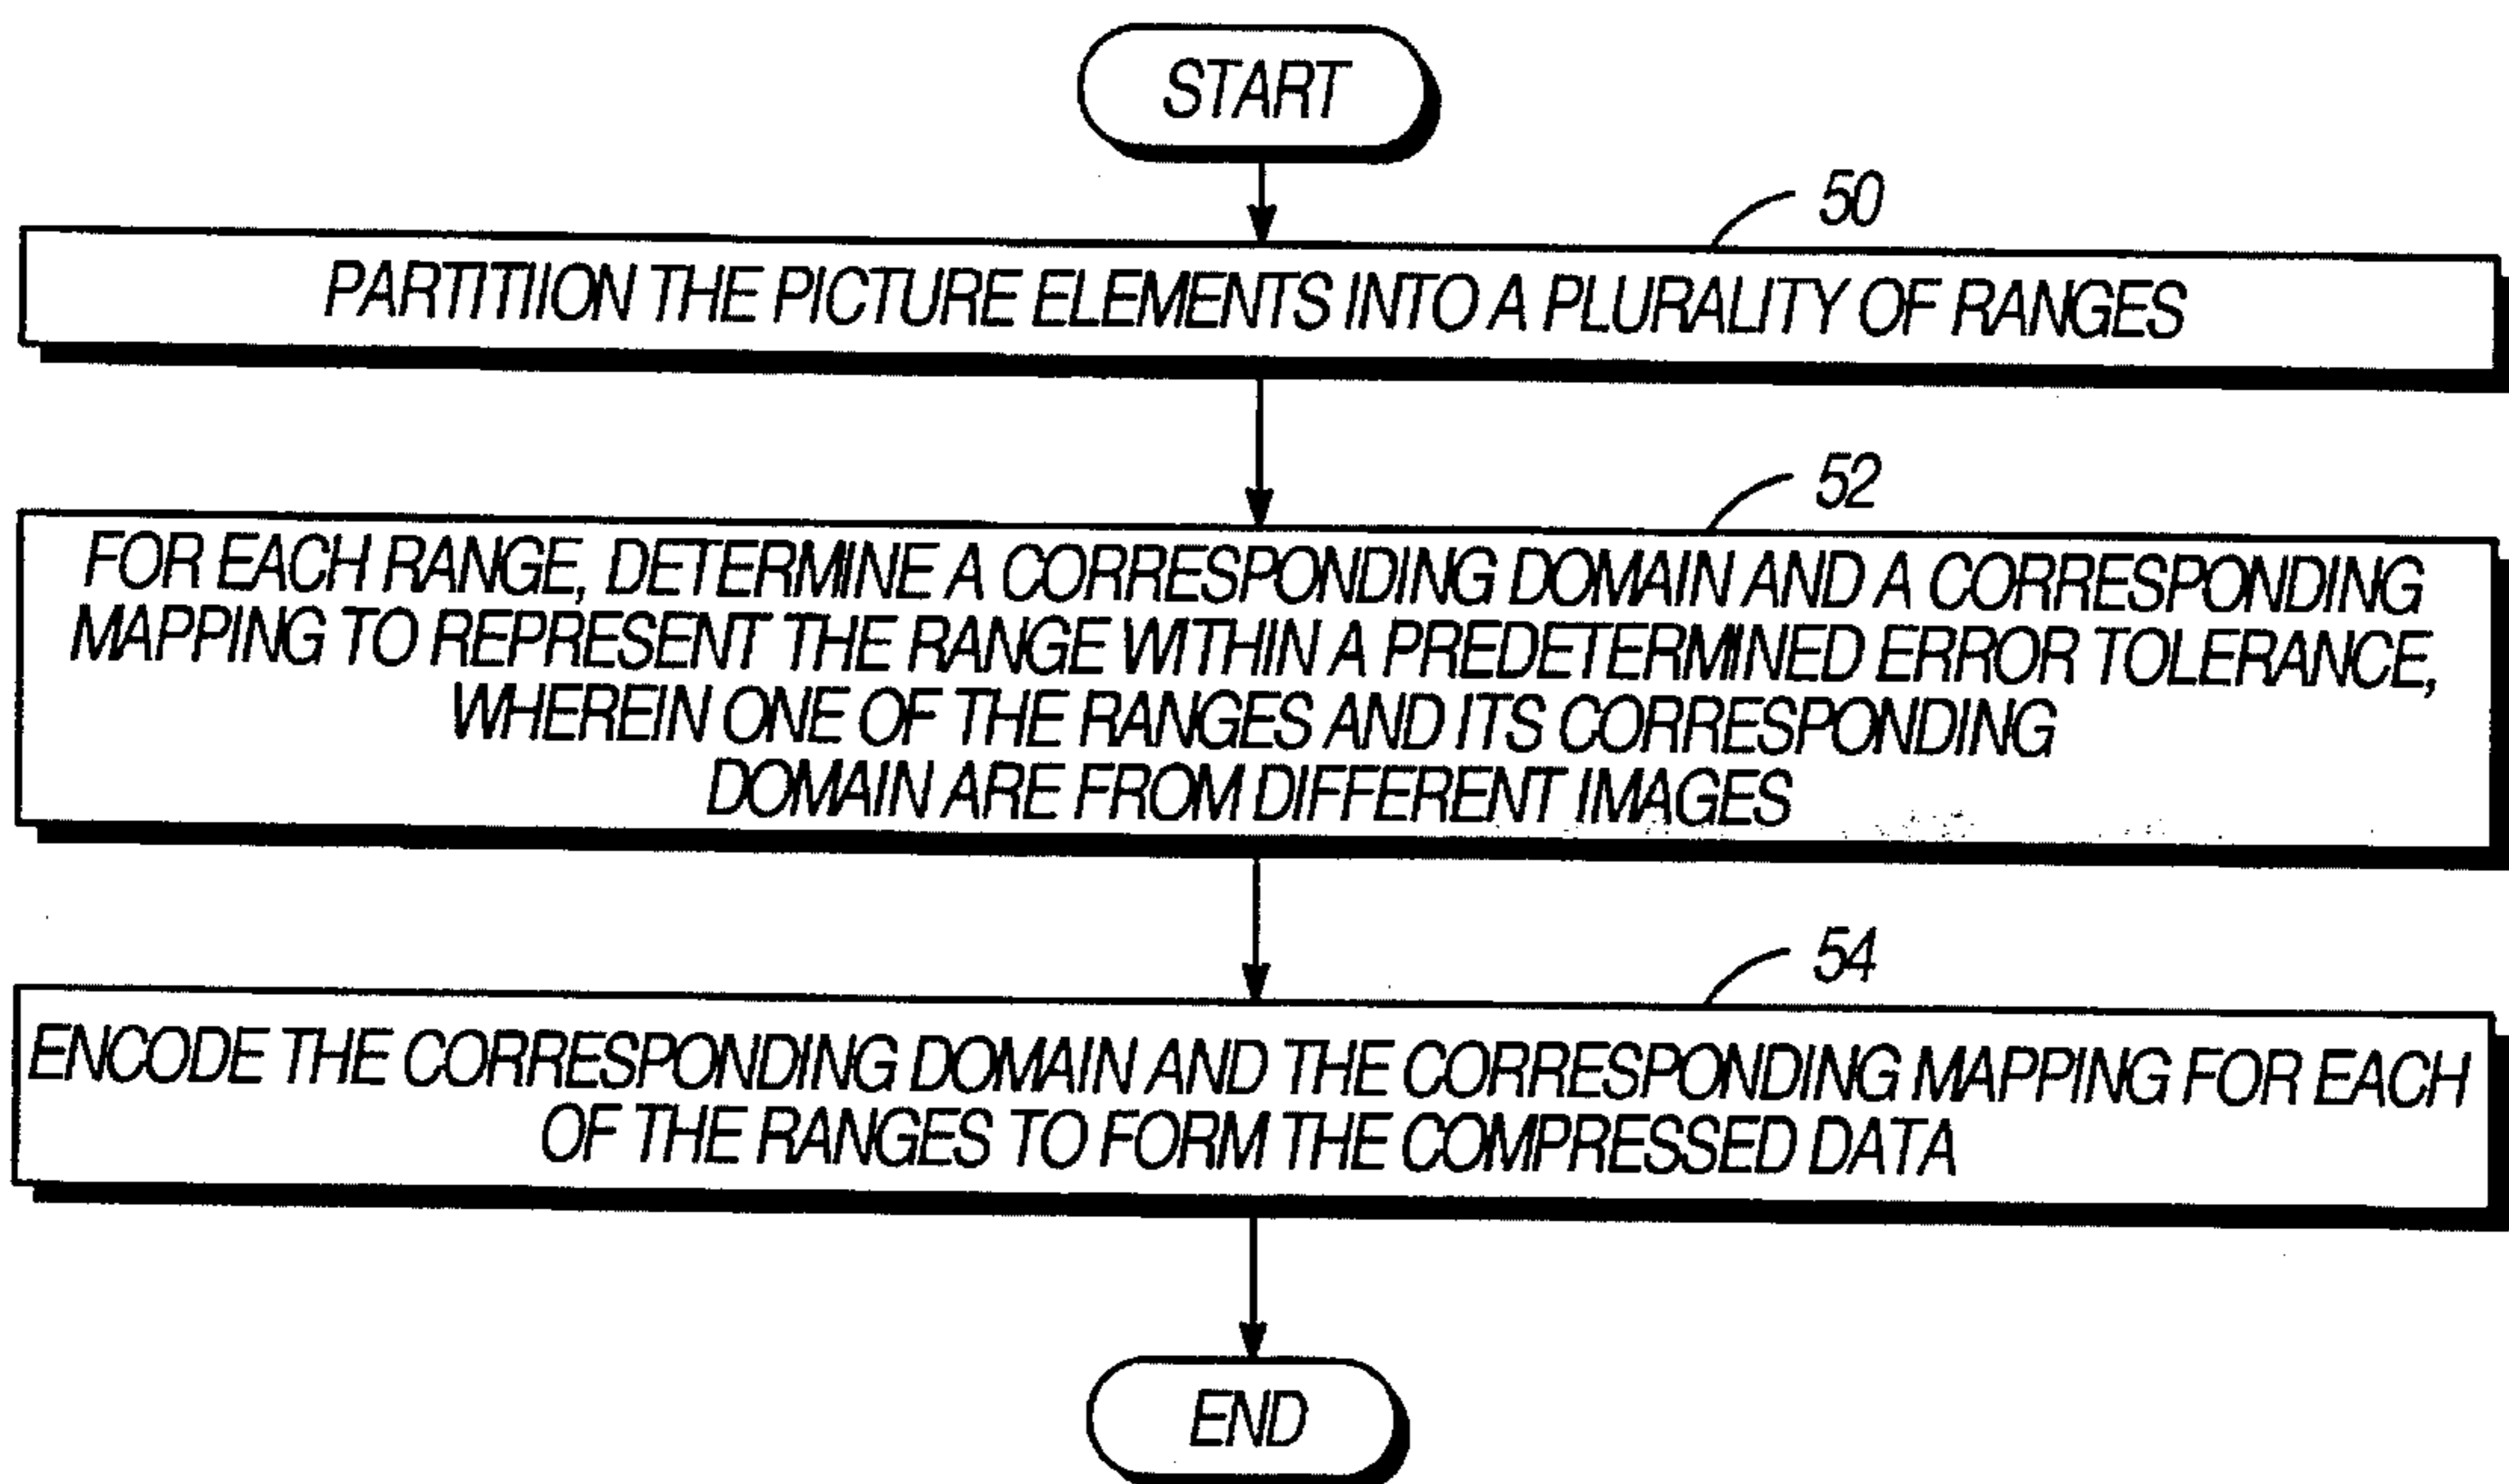 START
50
PARTITIION THE PICTURE ELEMENTS INTO A PLURALITY OF RANGES
52
FOR EACH RANGE, DETERMINE A CORRESPONDING DOMAIN AND A CORRESPONDING
MAPPING TO REPRESENT THE RANGE WITHIN A PREDETERMINED ERROR TOLERANCE,
WHEREIN ONE OF THE RANGES AND ITS CORRESPONDING
DOMAIN ARE FROM DIFFERENT IMAGES
54
ENCODE THE CORRESPONDING DOMAIN AND THE CORRESPONDING MAPPING FOR EACH
OF THE RANGES TO FORM THE COMPRESSED DATA
END